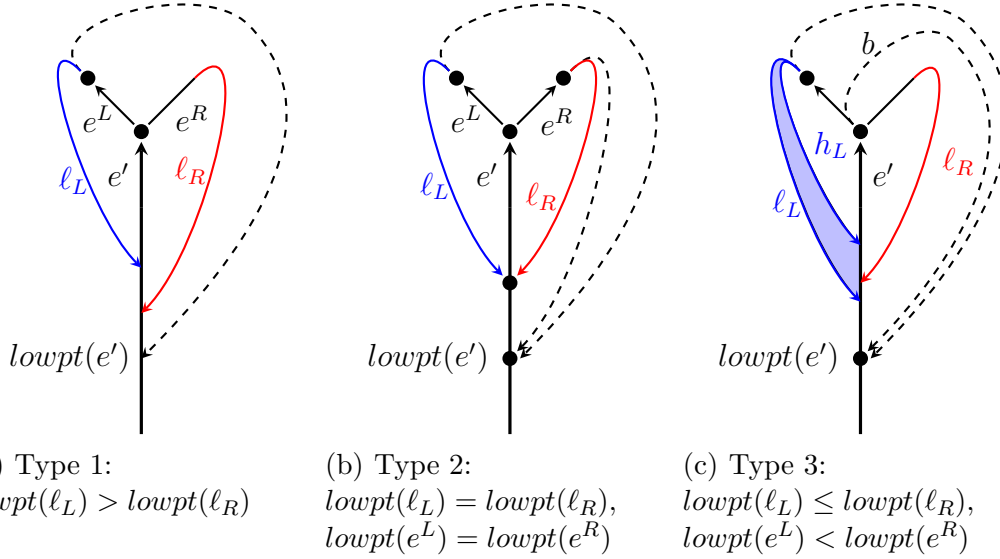 b
e^L
e^R
ℓ_L
e′
ℓ_R
lowpt(e′)
e^L
e^R
ℓ_L
e′
ℓ_R
lowpt(e′)
h_L
ℓ_L
e′
ℓ_R
lowpt(e′)
) Type 1:
wpt(ℓ_L) > lowpt(ℓ_R)
(b) Type 2:
lowpt(ℓ_L) = lowpt(ℓ_R),
lowpt(e^L) = lowpt(e^R)
(c) Type 3:
lowpt(ℓ_L) ≤ lowpt(ℓ_R),
lowpt(e^L) < lowpt(e^R)